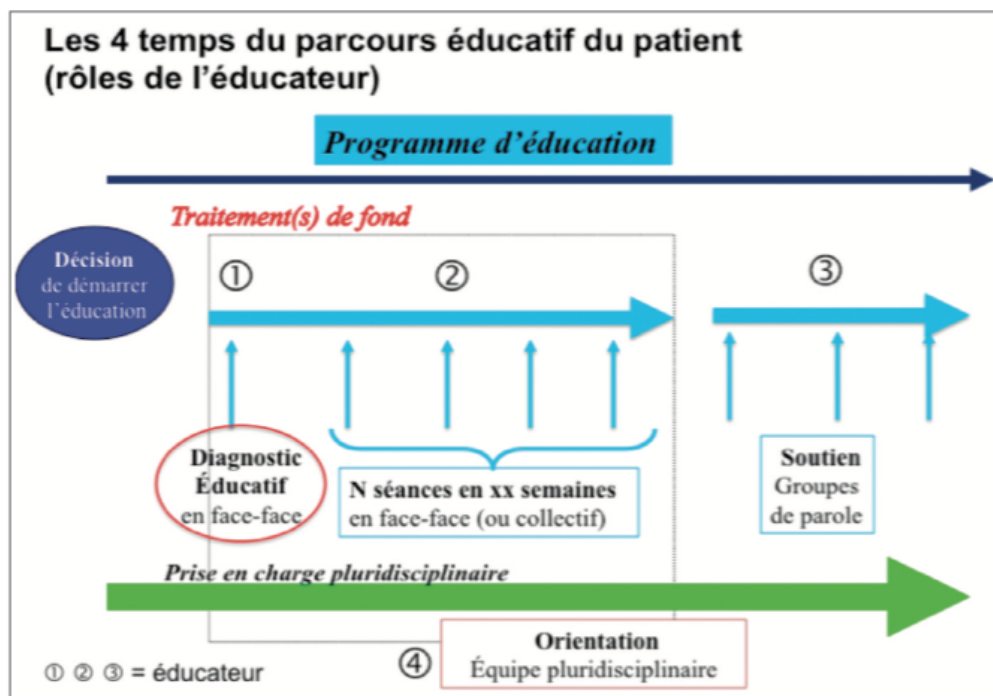 Les 4 temps du parcours éducatif du patient
(rôles de l'éducateur)
Programme d'éducation
Traitement(s) de fond
Décision
de démarrer
l'éducation
①
②
③
Diagnostic
Éducatif
en face-face
N séances en xx semaines
en face-face (ou collectif)
Soutien
Groupes
de parole
Prise en charge pluridisciplinaire
④
Orientation
Équipe pluridisciplinaire
① ② ③ = éducateur